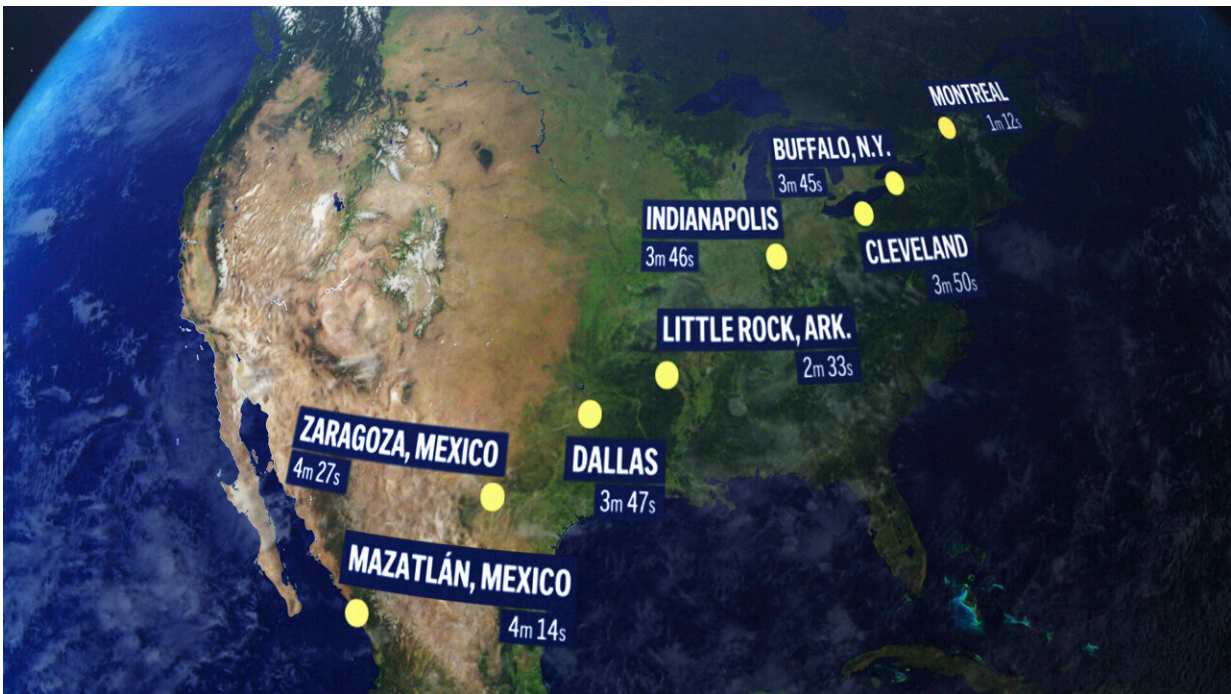 MONTREAL
1m 12s
BUFFALO, N.Y.
3m 45s
INDIANAPOLIS
3m 46s
CLEVELAND
3m 50s
LITTLE ROCK, ARK.
2m 33s
ZARAGOZA, MEXICO
4m 27s
DALLAS
3m 47s
MAZATLÁN, MEXICO
4m 14s